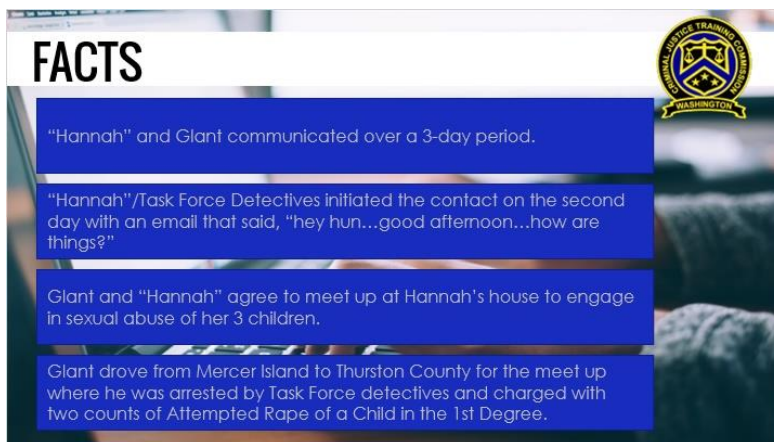 FACTS
CRIMINAL JUSTICE TRAINING COMMISSION
WASHINGTON
"Hannah" and Glant communicated over a 3-day period.
"Hannah"/Task Force Detectives initiated the contact on the second
day with an email that said, "hey hun…good afternoon…how are
things?"
Glant and "Hannah" agree to meet up at Hannah's house to engage
in sexual abuse of her 3 children.
Glant drove from Mercer Island to Thurston County for the meet up
where he was arrested by Task Force detectives and charged with
two counts of Attempted Rape of a Child in the 1st Degree.